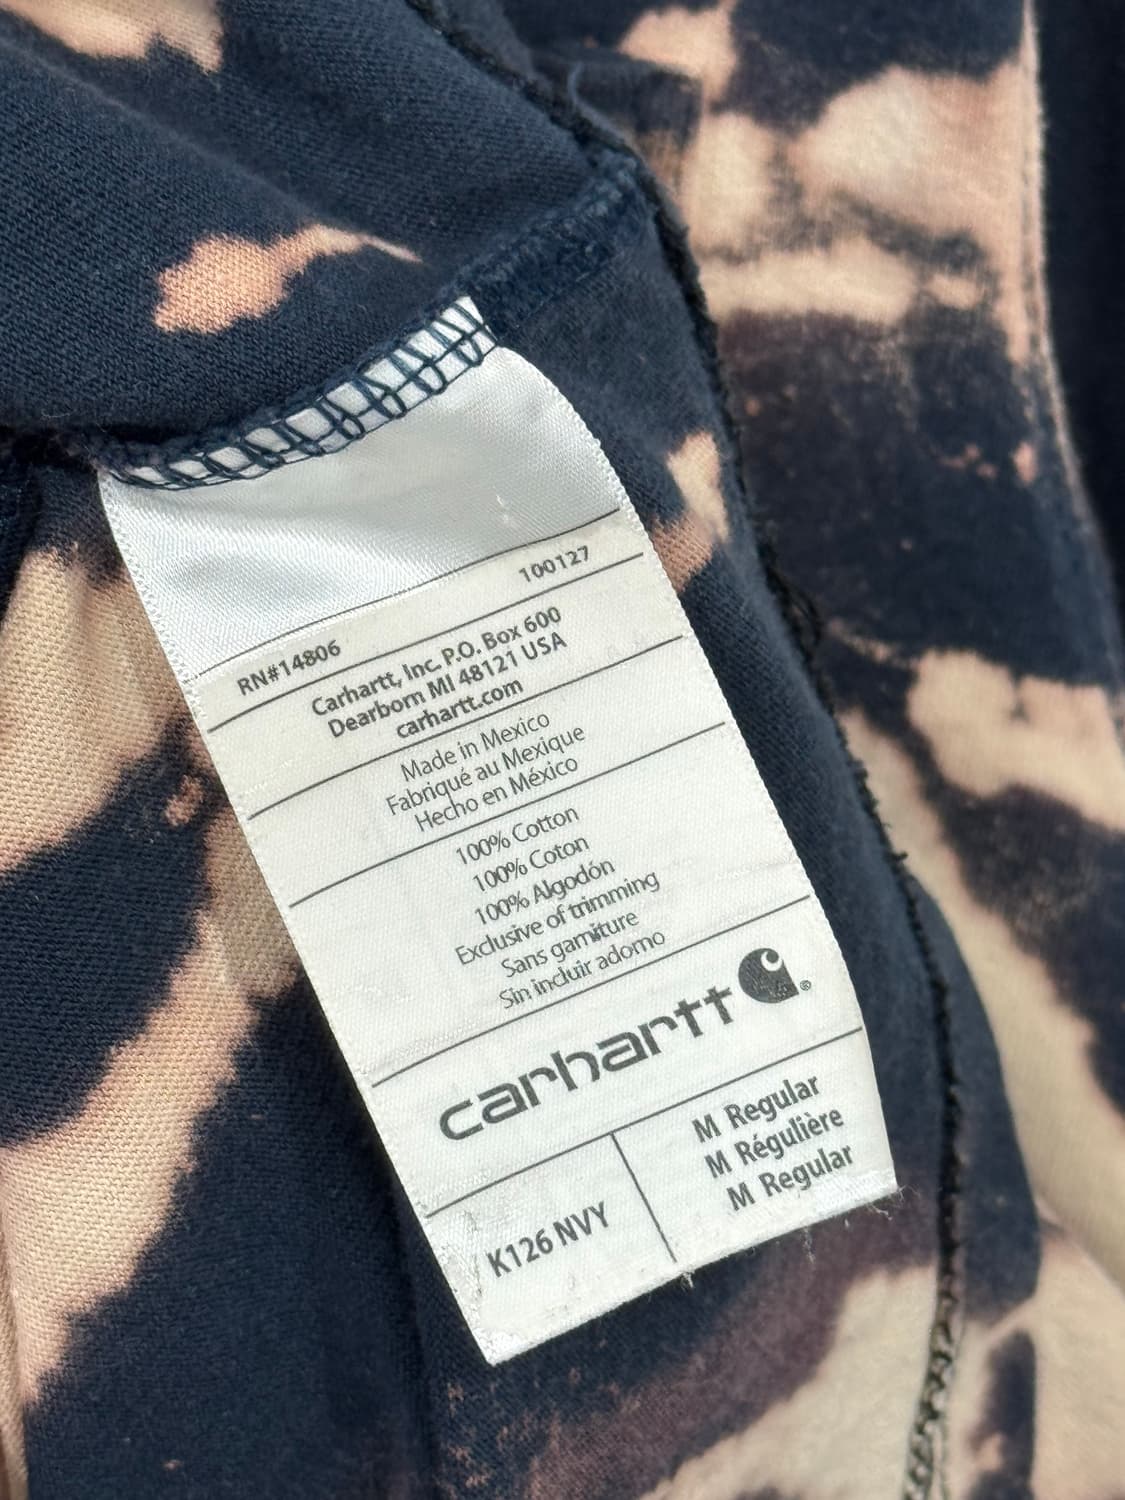 RN#14806 100127
Carhartt, Inc. P.O. Box 600
Dearborn MI 48121 USA
carhartt.com
Made in Mexico
Fabriqué au Mexique
Hecho en México
100% Cotton
100% Coton
100% Algodón
Exclusive of trimming
Sans garniture
Sin incluir adorno
carhartt ®
K126 NVY
M Regular
M Régulière
M Regular